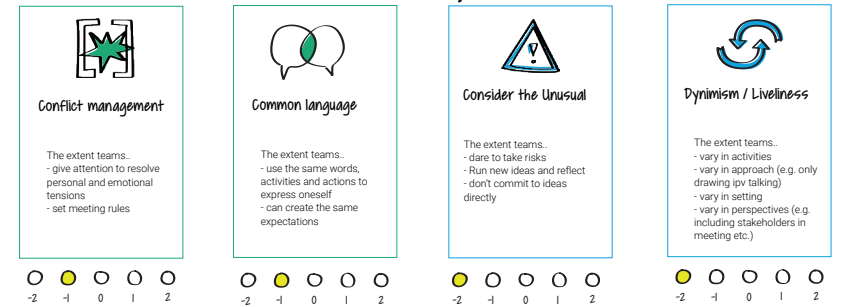 Conflict management
The extent teams..
- give attention to resolve
personal and emotional
tensions
- set meeting rules
-2 -1 0 1 2
Common language
The extent teams..
- use the same words,
activities and actions to
express oneself
- can create the same
expectations
-2 -1 0 1 2
Consider the Unusual
The extent teams..
- dare to take risks
- Run new ideas and reflect
- don't commit to ideas
directly
-2 -1 0 1 2
Dynimism / Liveliness
The extent teams..
- vary in activities
- vary in approach (e.g. only
drawing ipv talking)
- vary in setting
- vary in perspectives (e.g.
including stakeholders in
meeting etc.)
-2 -1 0 1 2